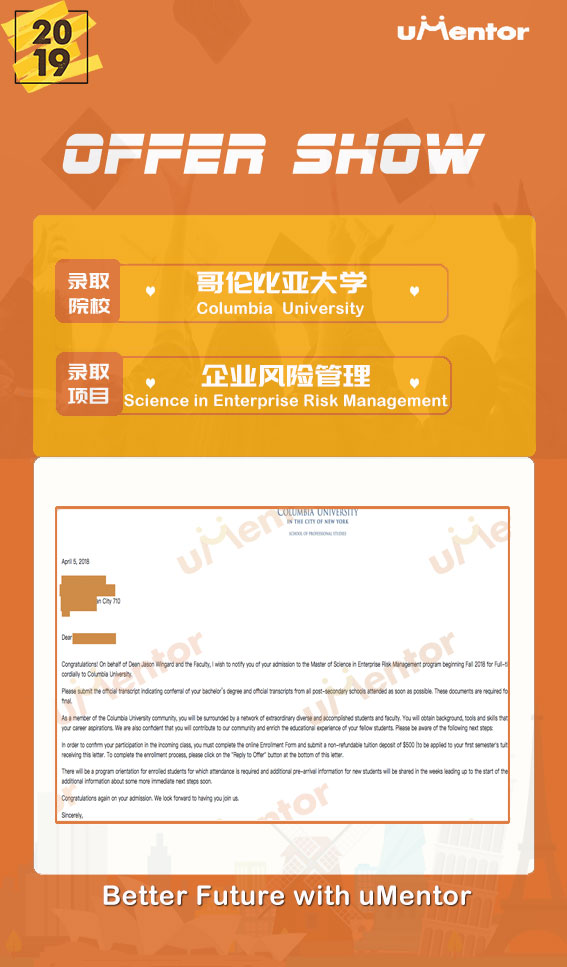 2019
uMentor
OFFER SHOW
录取院校
哥伦比亚大学
Columbia University
录取项目
企业风险管理
Science in Enterprise Risk Management
COLUMBIA UNIVERSITY
IN THE CITY OF NEW YORK
SCHOOL OF PROFESSIONAL STUDIES
April 5, 2018
an City 710
Dear
Congratulations! On behalf of Dean Jason Wingard and the Faculty, I wish to notify you of your admission to the Master of Science in Enterprise Risk Management program beginning Fall 2018 for Full-ti
cordially to Columbia University.
Please submit the official transcript indicating conferral of your bachelor's degree and official transcripts from all post-secondary schools attended as soon as possible. These documents are required fo
final.
As a member of the Columbia University community, you will be surrounded by a network of extraordinary diverse and accomplished students and faculty. You will obtain background, tools and skills that
your career aspirations. We are also confident that you will contribute to our community and enrich the educational experience of your fellow students. Please be aware of the following steps:
In order to confirm your participation in the incoming class, you must complete the online Enrollment Form and submit a non-refundable tuition deposit of $500 (to be applied to your first semester's tuit
receiving this letter. To complete the enrollment process, please click on the "Reply to Offer" button at the bottom of this letter.
There will be a program orientation for enrolled students for which attendance is required and additional pre-arrival information for new students will be shared in the weeks leading up to the start of the
additional information about some more immediate next steps soon.
Congratulations again on your admission. We look forward to having you join us.
Sincerely,
uMentor
uMentor
uMentor
Better Future with uMentor